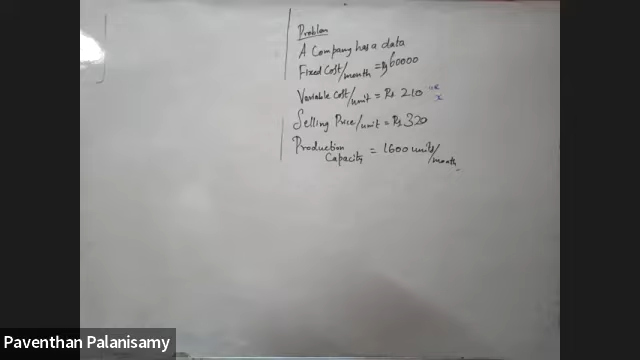 Problem
A Company has a data
Fixed Cost/month = Rs 60000
Variable Cost/unit = Rs 210
x
Selling Price/unit = Rs 320
Production Capacity = 1600 units/month
Paventhan Palanisamy